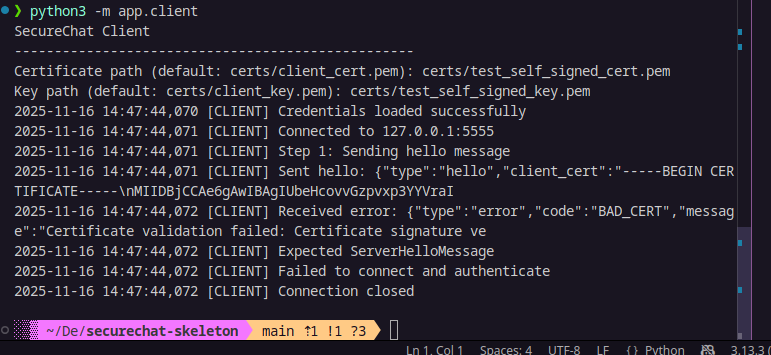 ❯ python3 -m app.client
SecureChat Client
--------------------------------------------------
Certificate path (default: certs/client_cert.pem): certs/test_self_signed_cert.pem
Key path (default: certs/client_key.pem): certs/test_self_signed_key.pem
2025-11-16 14:47:44,070 [CLIENT] Credentials loaded successfully
2025-11-16 14:47:44,071 [CLIENT] Connected to 127.0.0.1:5555
2025-11-16 14:47:44,071 [CLIENT] Step 1: Sending hello message
2025-11-16 14:47:44,071 [CLIENT] Sent hello: {"type":"hello","client_cert":"-----BEGIN CER
TIFICATE-----\nMIIDBjCCAe6gAwIBAgIUbeHcovvGzpvxp3YYVraI
2025-11-16 14:47:44,072 [CLIENT] Received error: {"type":"error","code":"BAD_CERT","messag
e":"Certificate validation failed: Certificate signature ve
2025-11-16 14:47:44,072 [CLIENT] Expected ServerHelloMessage
2025-11-16 14:47:44,072 [CLIENT] Failed to connect and authenticate
2025-11-16 14:47:44,072 [CLIENT] Connection closed
~/De/securechat-skeleton main ⇡1 !1 ?3
Ln 1, Col 1 Spaces: 4 UTF-8 LF {} Python 3.13.3 (